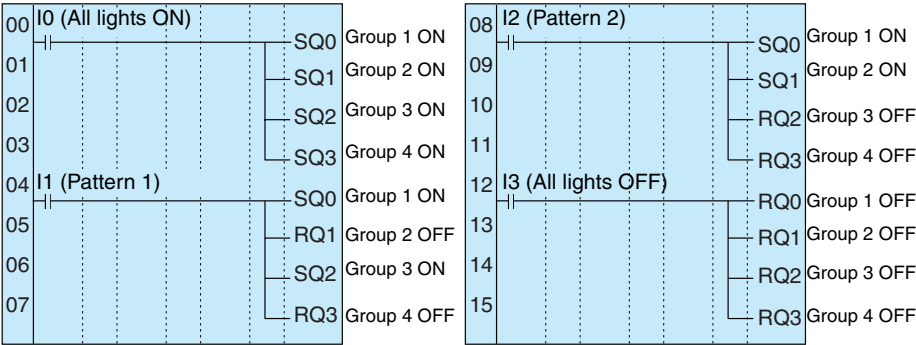 00 I0 (All lights ON)
SQ0 Group 1 ON
01 SQ1 Group 2 ON
02 SQ2 Group 3 ON
03 SQ3 Group 4 ON
04 I1 (Pattern 1)
SQ0 Group 1 ON
05 RQ1 Group 2 OFF
06 SQ2 Group 3 ON
07 RQ3 Group 4 OFF
08 I2 (Pattern 2)
SQ0 Group 1 ON
09 SQ1 Group 2 ON
10 RQ2 Group 3 OFF
11 RQ3 Group 4 OFF
12 I3 (All lights OFF)
RQ0 Group 1 OFF
13 RQ1 Group 2 OFF
14 RQ2 Group 3 OFF
15 RQ3 Group 4 OFF